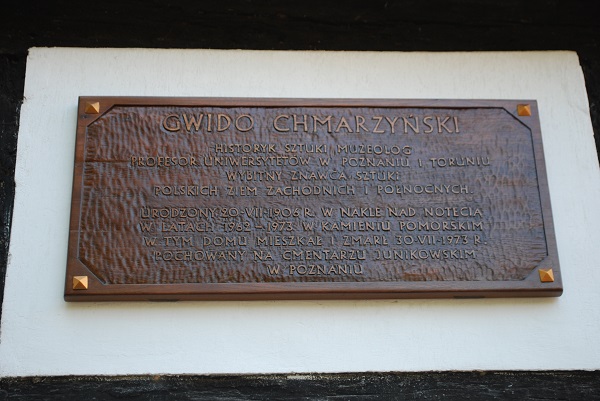 GWIDO CHMARZYŃSKI
HISTORYK SZTUKI MUZEOLOG
PROFESOR UNIWERSYTETÓW W POZNANIU I TORUNIU
WYBITNY ZNAWCA SZTUKI
POLSKICH ZIEM ZACHODNICH I PÓŁNOCNYCH.
URODZONY 20-VII-1906 R. W NAKLE NAD NOTECIĄ
W LATACH 1962-1973 W KAMIENIU POMORSKIM
W TYM DOMU MIESZKAŁ I ZMARŁ 30-VII-1973 R.
POCHOWANY NA CMENTARZU JUNIKOWSKIM
W POZNANIU